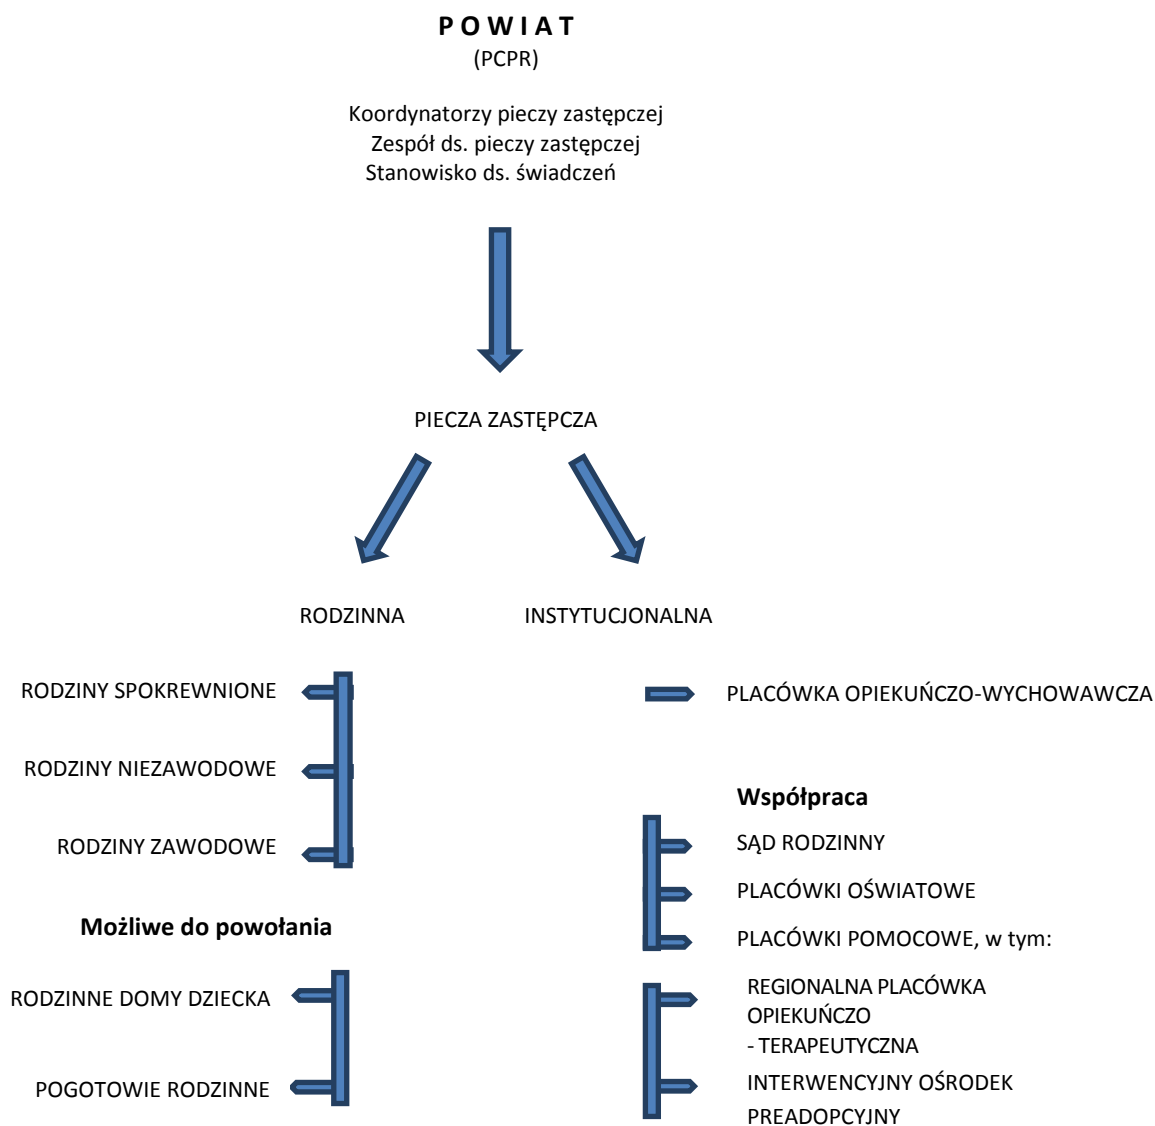 P O W I A T
(PCPR)
Koordynatorzy pieczy zastępczej
Zespół ds. pieczy zastępczej
Stanowisko ds. świadczeń
PIECZA ZASTĘPCZA
RODZINNA
INSTYTUCJONALNA
RODZINY SPOKREWNIONE
RODZINY NIEZAWODOWE
RODZINY ZAWODOWE
Możliwe do powołania
RODZINNE DOMY DZIECKA
POGOTOWIE RODZINNE
PLACÓWKA OPIEKUŃCZO-WYCHOWAWCZA
Współpraca
SĄD RODZINNY
PLACÓWKI OŚWIATOWE
PLACÓWKI POMOCOWE, w tym:
REGIONALNA PLACÓWKA
OPIEKUŃCZO
- TERAPEUTYCZNA
INTERWENCYJNY OŚRODEK
PREADOPCYJNY